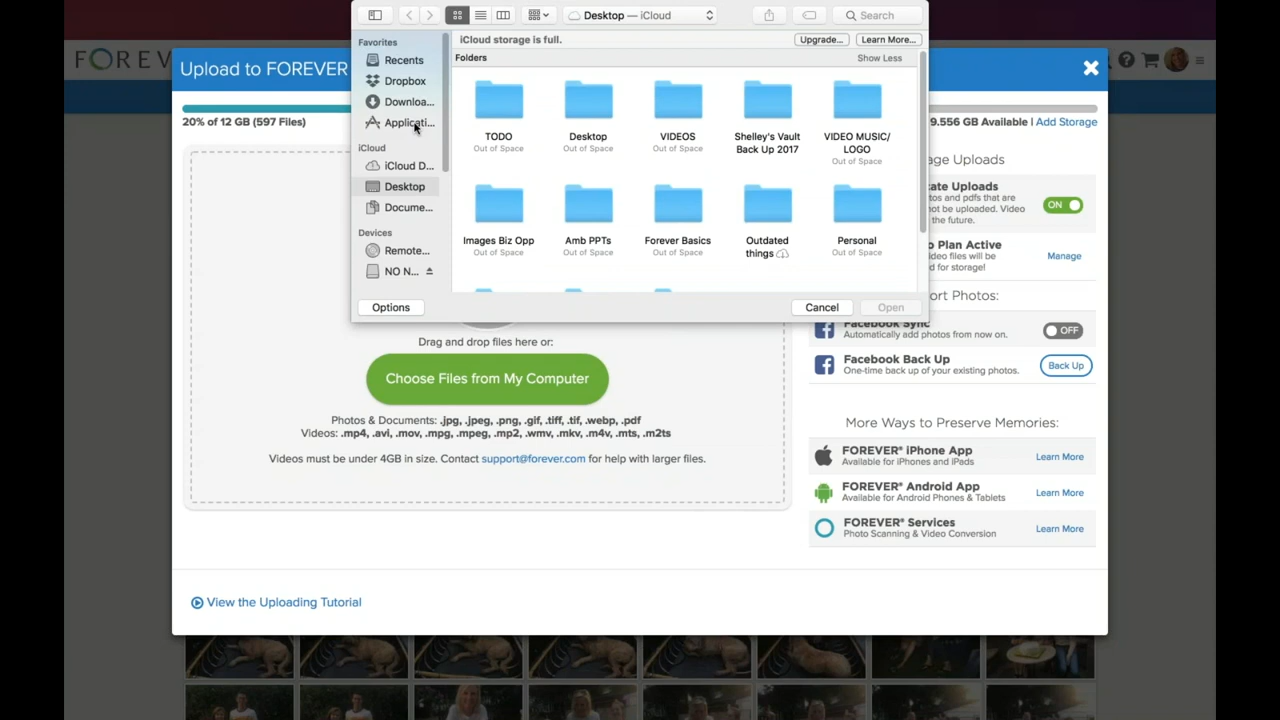 Desktop — iCloud
Search
Favorites
Recents
Dropbox
Downloa...
Applicati...
iCloud
iCloud D...
Desktop
Docume...
Devices
Remote...
NO N...
iCloud storage is full.
Upgrade...
Learn More...
Folders
Show Less
TODO
Out of Space
Desktop
Out of Space
VIDEOS
Out of Space
Shelley's Vault
Back Up 2017
VIDEO MUSIC/
LOGO
Out of Space
Images Biz Opp
Out of Space
Amb PPTs
Out of Space
Forever Basics
Out of Space
Outdated
things
Personal
Out of Space
Options
Cancel
Open
FOREV
Upload to FOREVER
20% of 12 GB (597 Files)
9.556 GB Available | Add Storage
Drag and drop files here or:
Choose Files from My Computer
Photos & Documents: .jpg, .jpeg, .png, .gif, .tiff, .tif, .webp, .pdf
Videos: .mp4, .avi, .mov, .mpg, .mpeg, .mp2, .wmv, .mkv, .m4v, .mts, .m2ts
Videos must be under 4GB in size. Contact support@forever.com for help with larger files.
age Uploads
ate Uploads
tos and pdfs that are
not be uploaded. Video
the future.
ON
o Plan Active
ideo files will be
d for storage!
Manage
ort Photos:
Facebook Sync
Automatically add photos from now on.
OFF
Facebook Back Up
One-time back up of your existing photos.
Back Up
More Ways to Preserve Memories:
FOREVER® iPhone App
Available for iPhones and iPads
Learn More
FOREVER® Android App
Available for Android Phones & Tablets
Learn More
FOREVER® Services
Photo Scanning & Video Conversion
Learn More
View the Uploading Tutorial